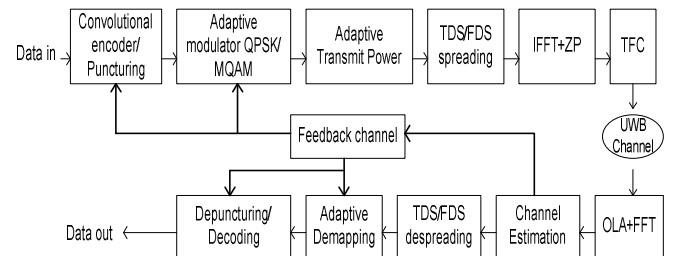 Data in
Convolutional
encoder/
Puncturing
Adaptive
modulator QPSK/
MQAM
Adaptive
Transmit Power
TDS/FDS
spreading
IFFT+ZP
TFC
UWB
Channel
Feedback channel
Data out
Depuncturing/
Decoding
Adaptive
Demapping
TDS/FDS
despreading
Channel
Estimation
OLA+FFT